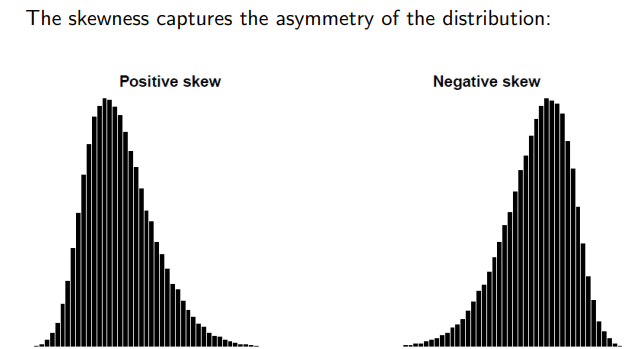 The skewness captures the asymmetry of the distribution:
Positive skew
Negative skew